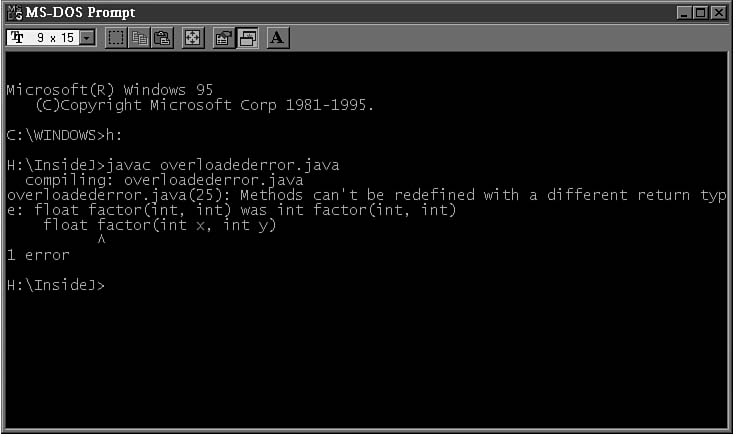 MS-DOS Prompt
9 x 15
A
Microsoft(R) Windows 95
(C)Copyright Microsoft Corp 1981-1995.
C:\WINDOWS>h:
H:\InsideJ>javac overloadederror.java
compiling: overloadederror.java
overloadederror.java(25): Methods can't be redefined with a different return typ
e: float factor(int, int) was int factor(int, int)
float factor(int x, int y)
^
1 error
H:\InsideJ>